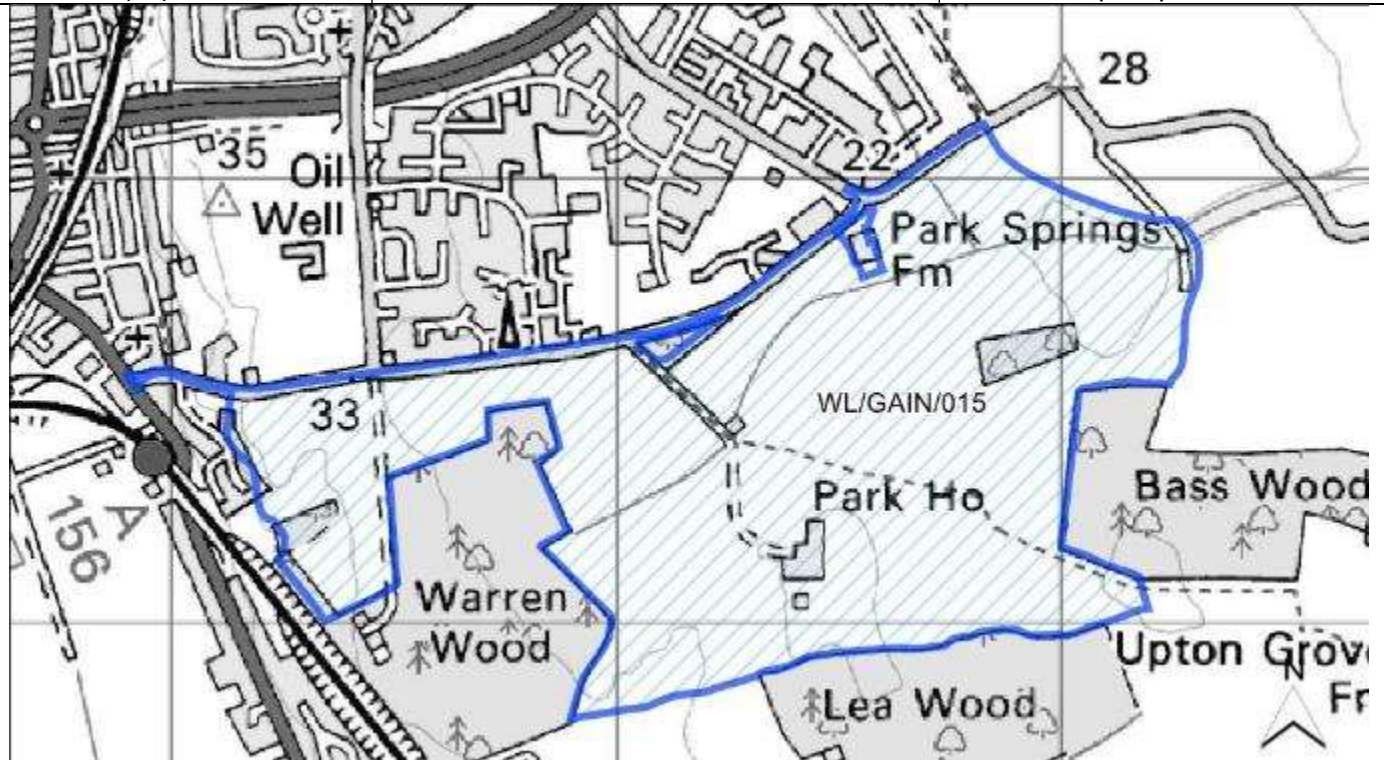 28
35
Oil
Well
22
Park Springs
Fm
33
WL/GAIN/015
A
156
Park Ho
Bass Wood
Warren
Wood
Upton Grove
N
Lea Wood